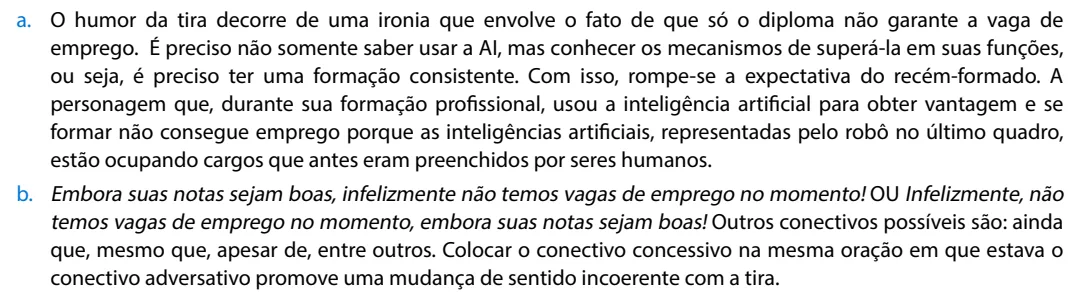 a. O humor da tira decorre de uma ironia que envolve o fato de que só o diploma não garante a vaga de
emprego. É preciso não somente saber usar a AI, mas conhecer os mecanismos de superá-la em suas funções,
ou seja, é preciso ter uma formação consistente. Com isso, rompe-se a expectativa do recém-formado. A
personagem que, durante sua formação profissional, usou a inteligência artificial para obter vantagem e se
formar não consegue emprego porque as inteligências artificiais, representadas pelo robô no último quadro,
estão ocupando cargos que antes eram preenchidos por seres humanos.
b. Embora suas notas sejam boas, infelizmente não temos vagas de emprego no momento! OU Infelizmente, não
temos vagas de emprego no momento, embora suas notas sejam boas! Outros conectivos possíveis são: ainda
que, mesmo que, apesar de, entre outros. Colocar o conectivo concessivo na mesma oração em que estava o
conectivo adversativo promove uma mudança de sentido incoerente com a tira.